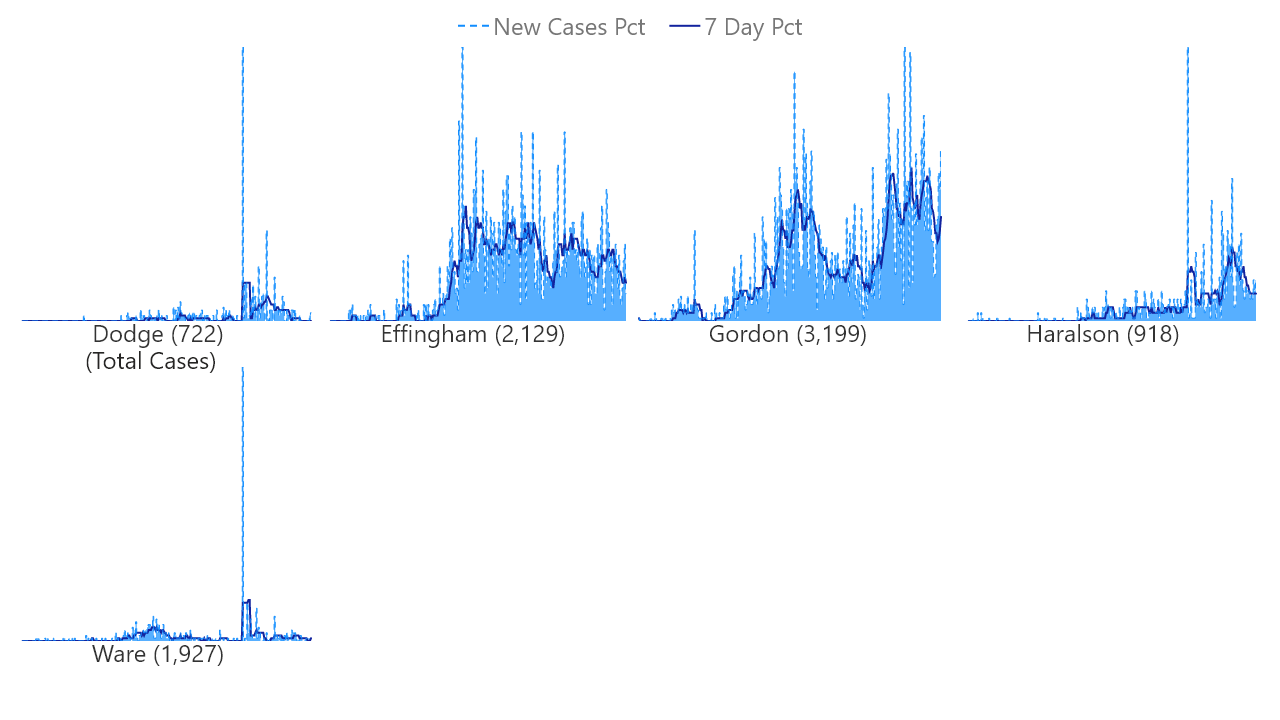 New Cases Pct 7 Day Pct
Dodge (722) Effingham (2,129) Gordon (3,199) Haralson (918)
(Total Cases)
Ware (1,927)